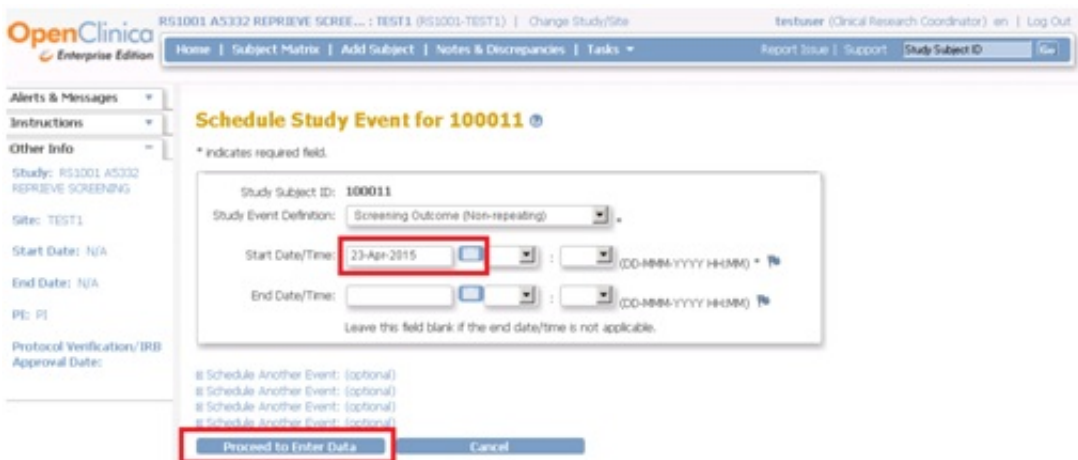 OpenClinica
Enterprise Edition
RS1001 A5332 REPRIEVE SCREE... : TEST1 (RS1001-TEST1) | Change Study/Site
testuser (Clinical Research Coordinator) en | Log Out
Home | Subject Matrix | Add Subject | Notes & Discrepancies | Tasks
Report Issue | Support Study Subject ID Go
Alerts & Messages
Instructions
Other Info
Study: RS1001 A5332
REPRIEVE SCREENING
Site: TEST1
Start Date: N/A
End Date: N/A
PI: PI
Protocol Verification/IRB
Approval Date:
Schedule Study Event for 100011
* indicates required field.
Study Subject ID: 100011
Study Event Definition: Screening Outcome (Non-repeating) *
Start Date/Time: 23-Apr-2015 : (DD-MMM-YYYY HH:MM) *
End Date/Time: : (DD-MMM-YYYY HH:MM)
Leave this field blank if the end date/time is not applicable.
Schedule Another Event: (optional)
Schedule Another Event: (optional)
Schedule Another Event: (optional)
Schedule Another Event: (optional)
Proceed to Enter Data
Cancel